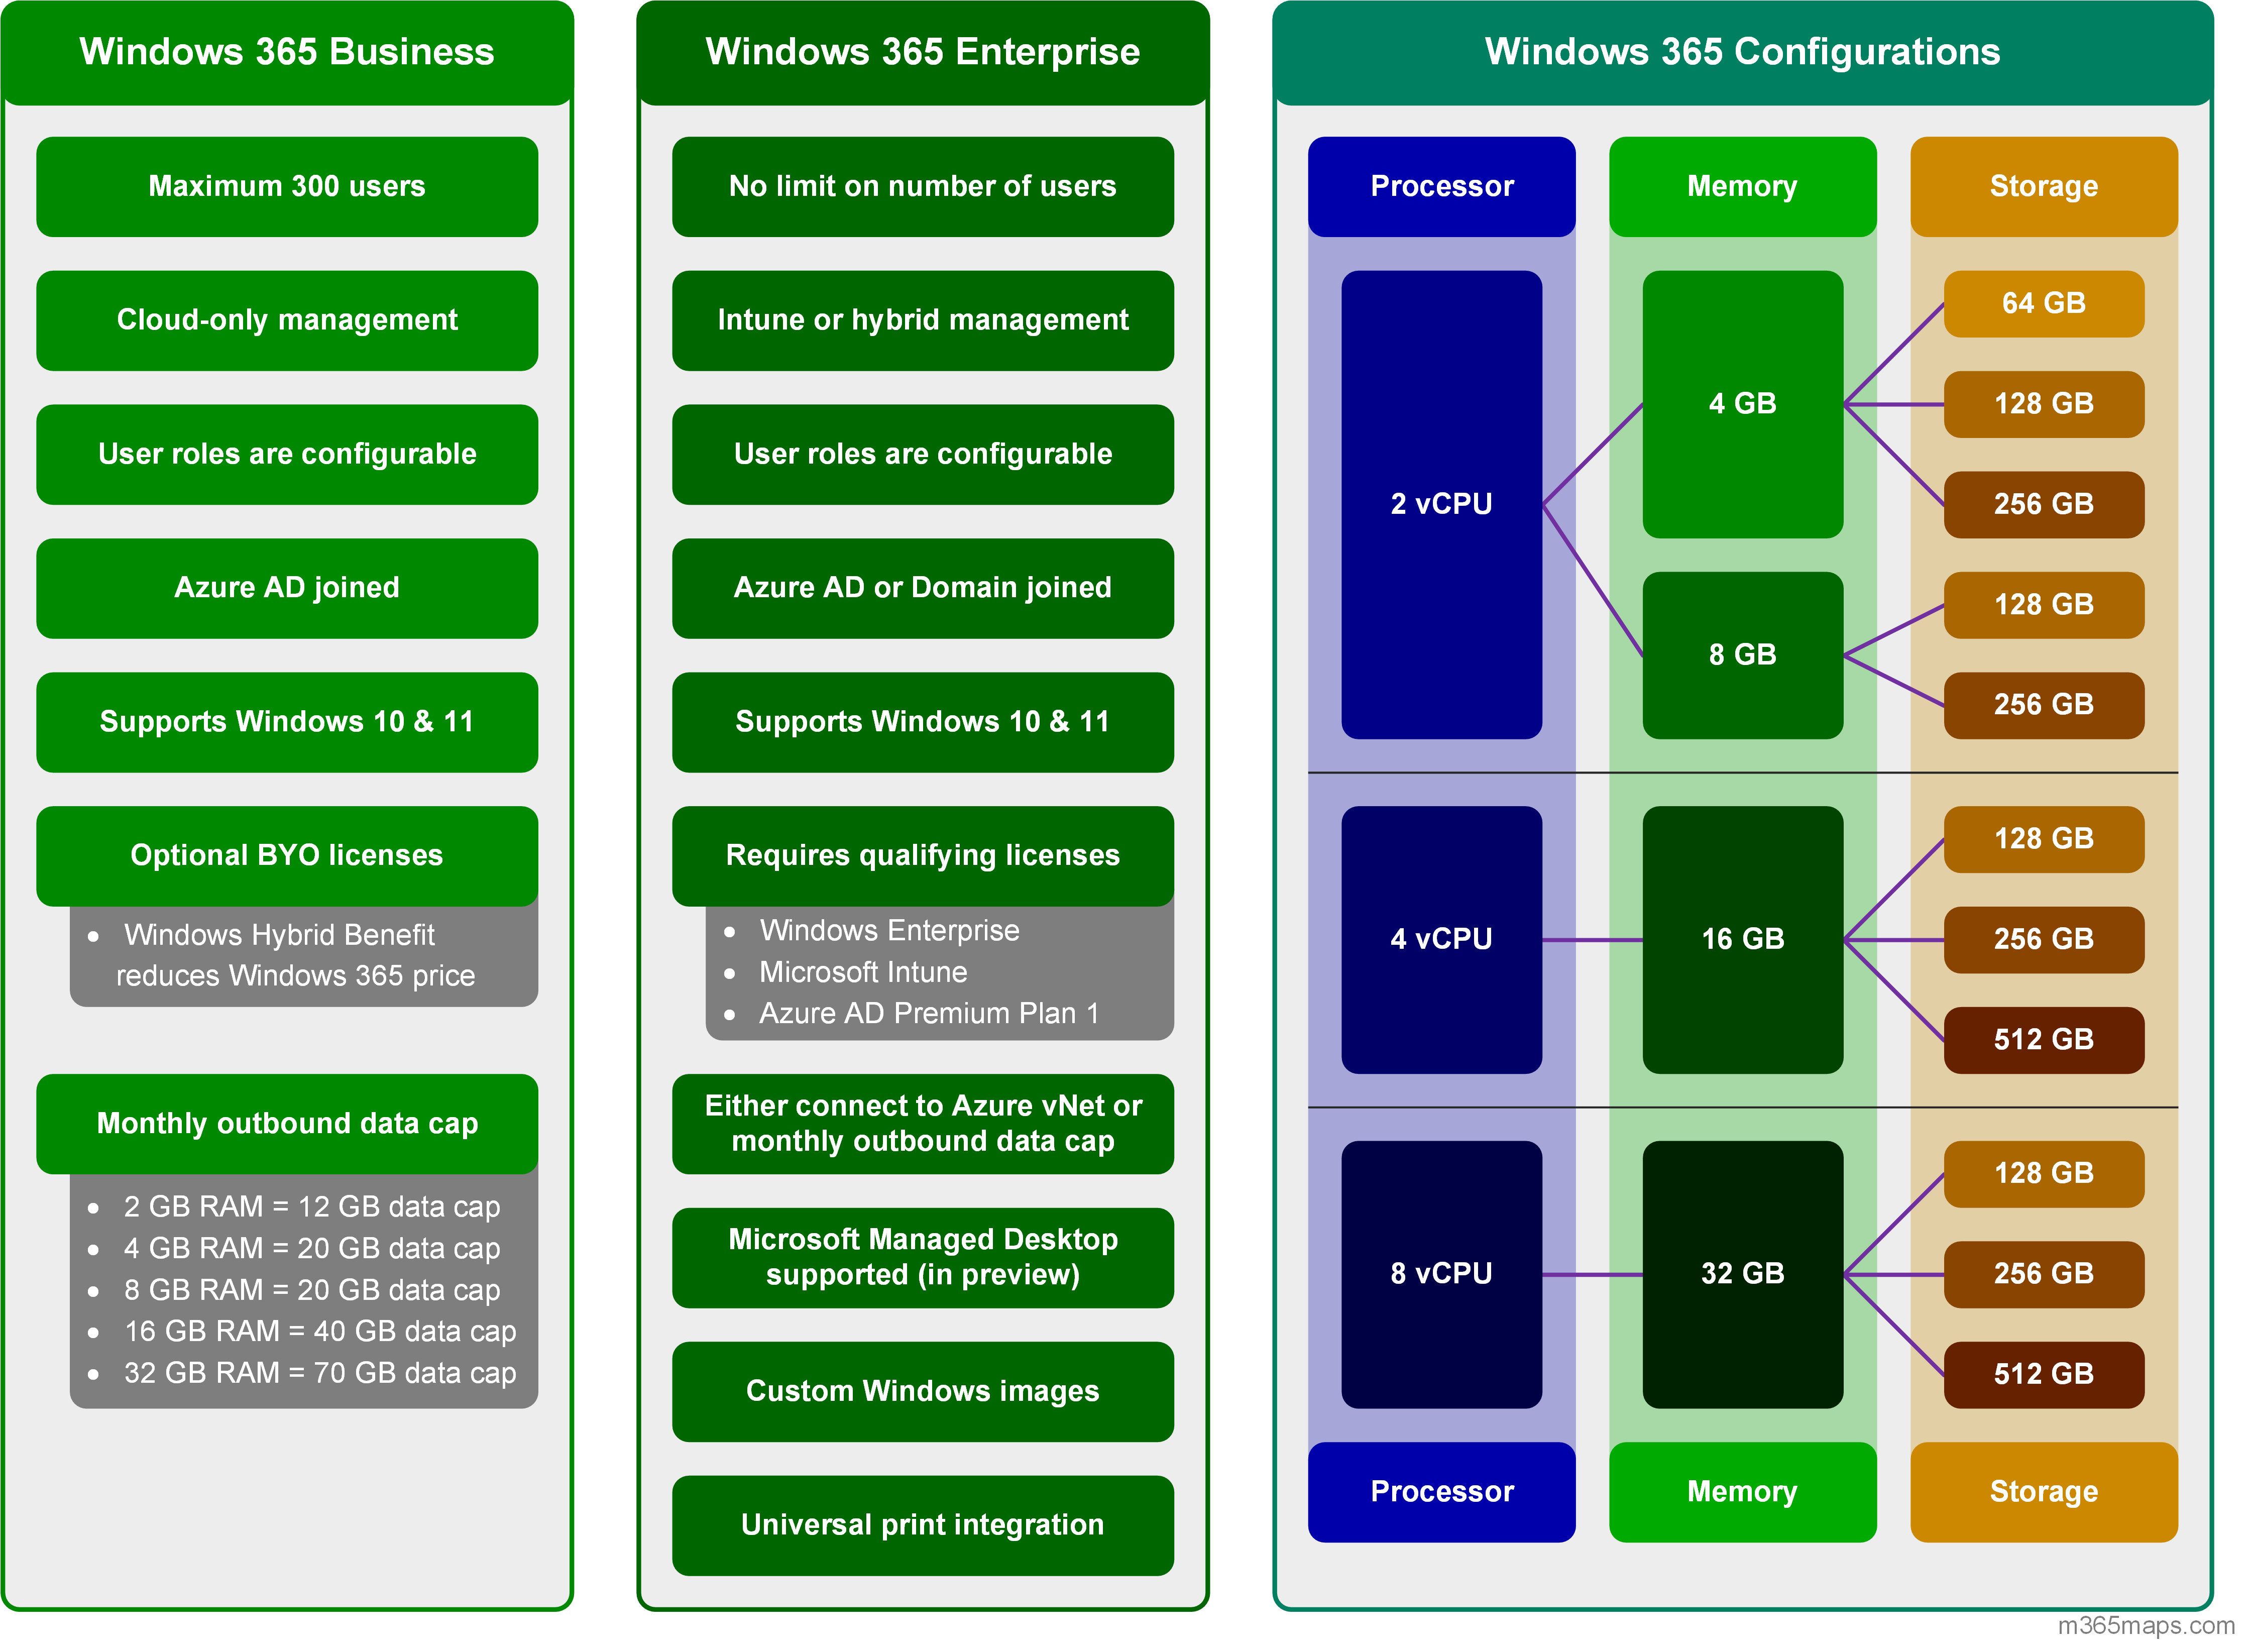 Windows 365 Business
Maximum 300 users
Cloud-only management
User roles are configurable
Azure AD joined
Supports Windows 10 & 11
Optional BYO licenses
• Windows Hybrid Benefit
reduces Windows 365 price
Monthly outbound data cap
• 2 GB RAM = 12 GB data cap
• 4 GB RAM = 20 GB data cap
• 8 GB RAM = 20 GB data cap
• 16 GB RAM = 40 GB data cap
• 32 GB RAM = 70 GB data cap
Windows 365 Enterprise
No limit on number of users
Intune or hybrid management
User roles are configurable
Azure AD or Domain joined
Supports Windows 10 & 11
Requires qualifying licenses
• Windows Enterprise
• Microsoft Intune
• Azure AD Premium Plan 1
Either connect to Azure vNet or
monthly outbound data cap
Microsoft Managed Desktop
supported (in preview)
Custom Windows images
Universal print integration
Windows 365 Configurations
Processor
Memory
Storage
2 vCPU
4 GB
64 GB
128 GB
256 GB
8 GB
128 GB
256 GB
4 vCPU
16 GB
128 GB
256 GB
512 GB
8 vCPU
32 GB
128 GB
256 GB
512 GB
Processor
Memory
Storage
m365maps.com